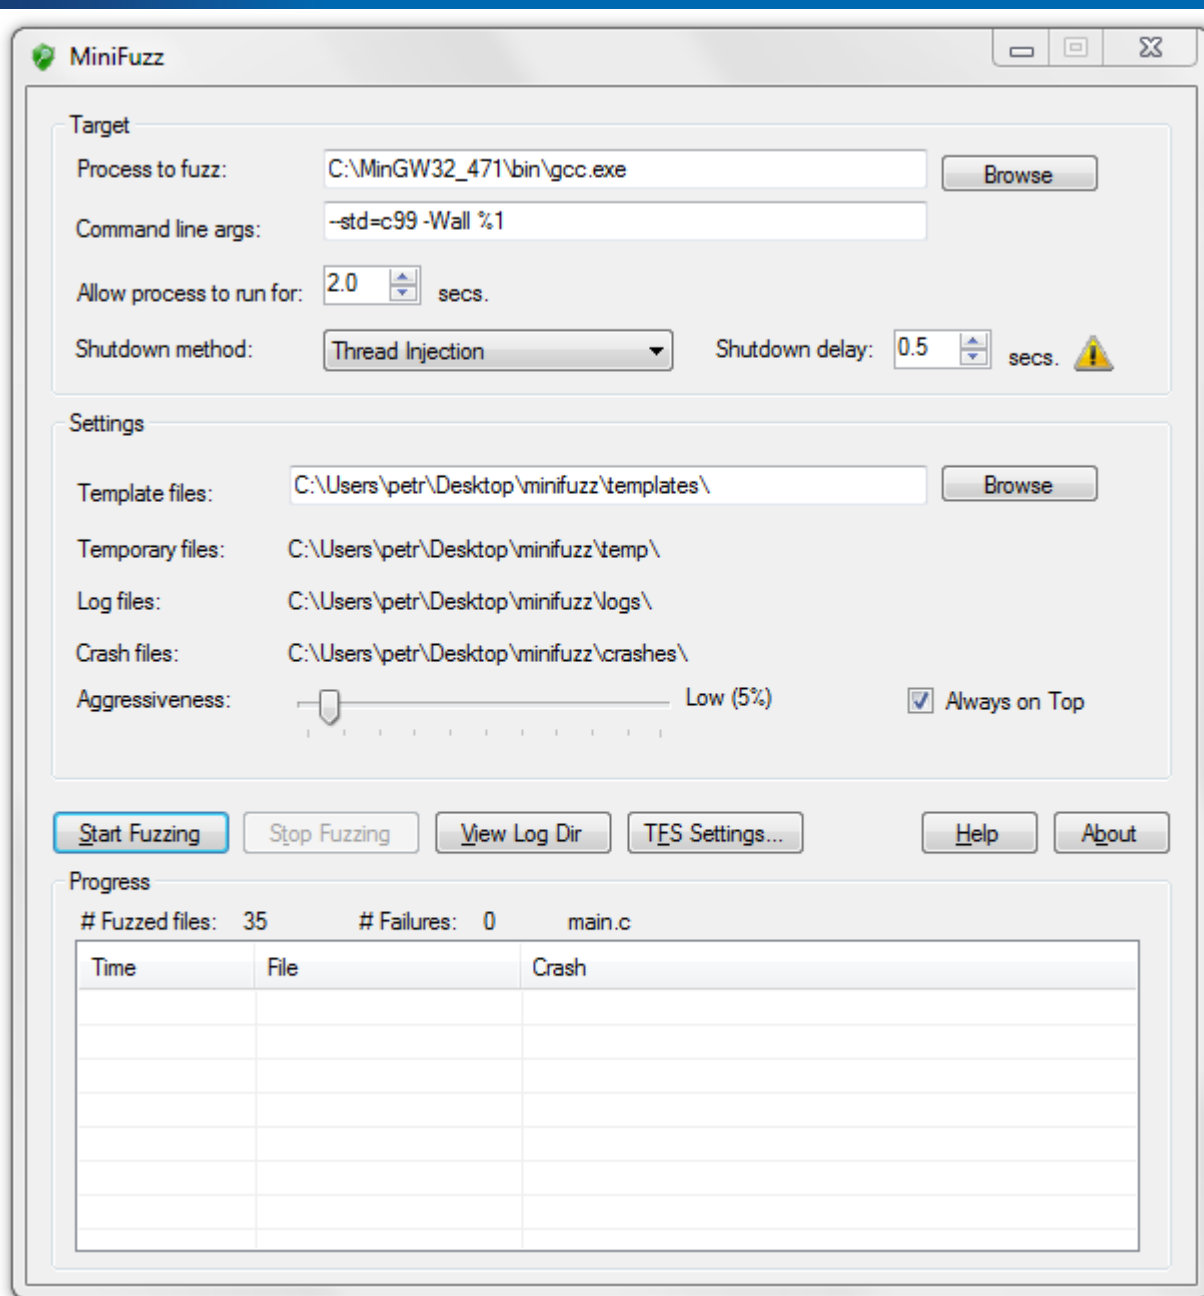 MiniFuzz
Target
Process to fuzz: C:\MinGW32_471\bin\gcc.exe Browse
Command line args: --std=c99 -Wall %1
Allow process to run for: 2.0 secs.
Shutdown method: Thread Injection Shutdown delay: 0.5 secs.
Settings
Template files: C:\Users\petr\Desktop\minifuzz\templates\ Browse
Temporary files: C:\Users\petr\Desktop\minifuzz\temp\
Log files: C:\Users\petr\Desktop\minifuzz\logs\
Crash files: C:\Users\petr\Desktop\minifuzz\crashes\
Aggressiveness: Low (5%) Always on Top
Start Fuzzing Stop Fuzzing View Log Dir TFS Settings... Help About
Progress
# Fuzzed files: 35 # Failures: 0 main.c
Time File Crash